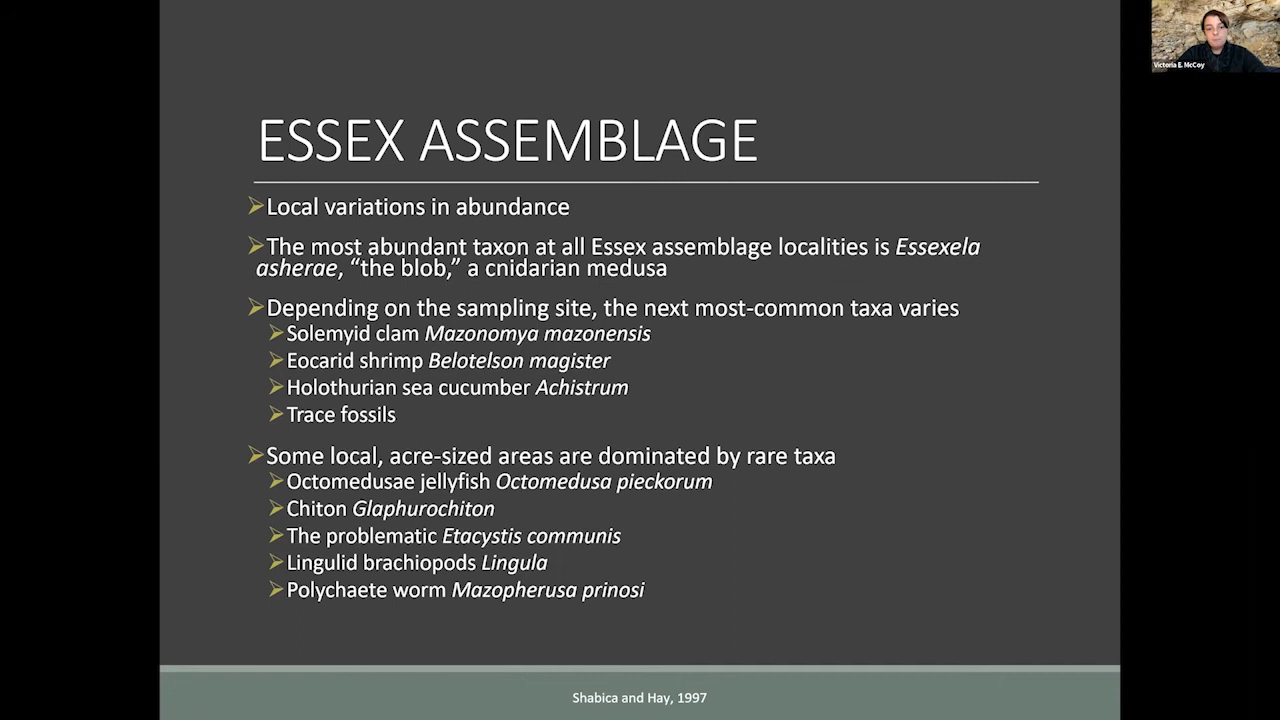 ESSEX ASSEMBLAGE
Local variations in abundance
The most abundant taxon at all Essex assemblage localities is Essexela
asherae, “the blob,” a cnidarian medusa
Depending on the sampling site, the next most-common taxa varies
Solemyid clam Mazonomya mazonensis
Eocarid shrimp Belotelson magister
Holothurian sea cucumber Achistrum
Trace fossils
Some local, acre-sized areas are dominated by rare taxa
Octomedusae jellyfish Octomedusa pieckorum
Chiton Glaphurochiton
The problematic Etacystis communis
Lingulid brachiopods Lingula
Polychaete worm Mazopherusa prinosi
Shabica and Hay, 1997
Victoria E. McCoy